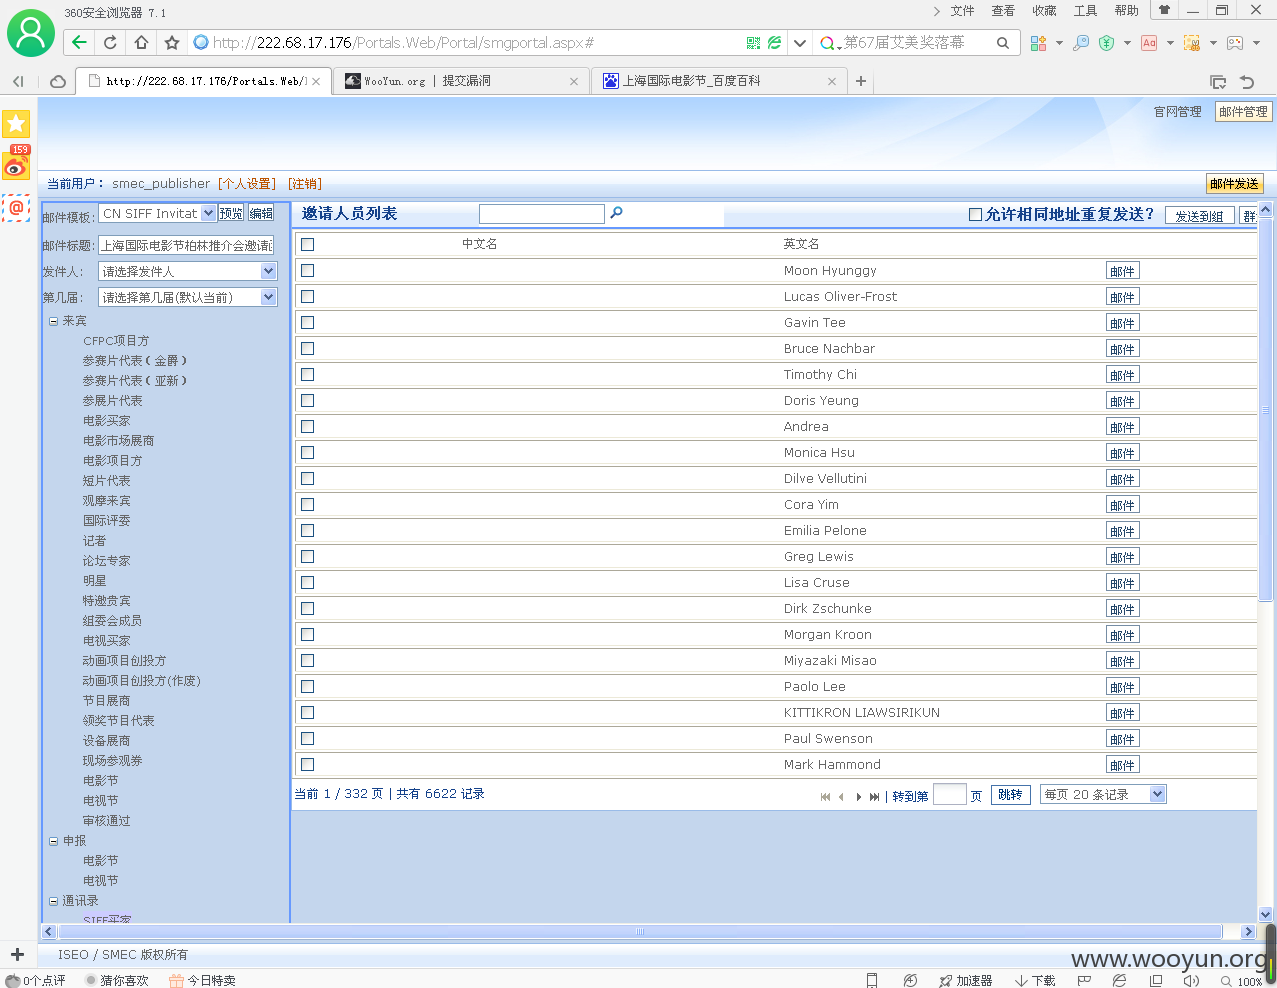 360安全浏览器 7.1
文件 查看 收藏 工具 帮助
http://222.68.17.176/Portals.Web/Portal/smgportal.aspx#
第67届艾美奖落幕
http://222.68.17.176/Portals.Web/
WooYun.org | 提交漏洞
上海国际电影节_百度百科
159
官网管理 邮件管理
当前用户: smec_publisher [个人设置] [注销]
邮件发送
邮件模板: CN SIFF Invitat 预览 编辑
邮件标题: 上海国际电影节柏林推介会邀请
发件人: 请选择发件人
第几届: 请选择第几届(默认当前)
来宾
CFPC项目方
参赛片代表(金爵)
参赛片代表(亚新)
参展片代表
电影买家
电影市场展商
电影项目方
短片代表
观摩来宾
国际评委
记者
论坛专家
明星
特邀贵宾
组委会成员
电视买家
动画项目创投方
动画项目创投方(作废)
节目展商
领奖节目代表
设备展商
现场参观券
电影节
电视节
审核通过
申报
电影节
电视节
通讯录
SIFF买家
邀请人员列表
允许相同地址重复发送? 发送到组 群
中文名 英文名
Moon Hyunggy 邮件
Lucas Oliver-Frost 邮件
Gavin Tee 邮件
Bruce Nachbar 邮件
Timothy Chi 邮件
Doris Yeung 邮件
Andrea 邮件
Monica Hsu 邮件
Dilve Vellutini 邮件
Cora Yim 邮件
Emilia Pelone 邮件
Greg Lewis 邮件
Lisa Cruse 邮件
Dirk Zschunke 邮件
Morgan Kroon 邮件
Miyazaki Misao 邮件
Paolo Lee 邮件
KITTIKRON LIAWSIRIKUN 邮件
Paul Swenson 邮件
Mark Hammond 邮件
当前 1 / 332 页 | 共有 6622 记录
| 转到第 页 跳转 每页 20 条记录
ISEO / SMEC 版权所有
www.wooyun.org
0个点评 猜你喜欢 今日特卖
加速器 下载 100%